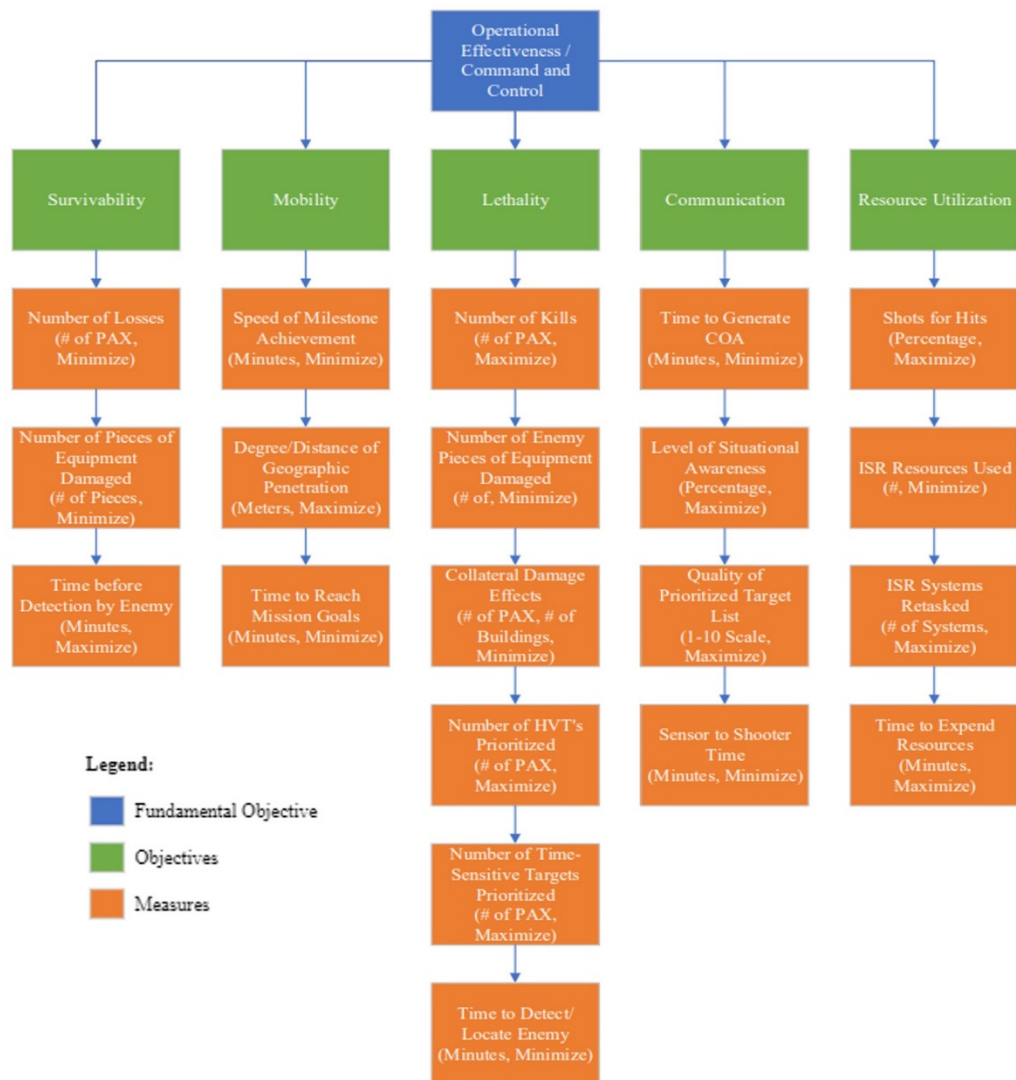 Operational
Effectiveness /
Command and
Control
Survivability
Mobility
Lethality
Communication
Resource Utilization
Number of Losses
(# of PAX,
Minimize)
Speed of Milestone
Achievement
(Minutes, Minimize)
Number of Kills
(# of PAX,
Maximize)
Time to Generate
COA
(Minutes, Minimize)
Shots for Hits
(Percentage,
Maximize)
Number of Pieces of
Equipment
Damaged
(# of Pieces,
Minimize)
Degree/Distance of
Geographic
Penetration
(Meters, Maximize)
Number of Enemy
Pieces of Equipment
Damaged
(# of, Minimize)
Level of Situational
Awareness
(Percentage,
Maximize)
ISR Resources Used
(#, Minimize)
Time before
Detection by Enemy
(Minutes,
Maximize)
Time to Reach
Mission Goals
(Minutes, Minimize)
Collateral Damage
Effects
(# of PAX, # of
Buildings,
Minimize)
Quality of
Prioritized Target
List
(1-10 Scale,
Maximize)
ISR Systems
Retasked
(# of Systems,
Maximize)
Number of HVT's
Prioritized
(# of PAX,
Maximize)
Sensor to Shooter
Time
(Minutes, Minimize)
Time to Expend
Resources
(Minutes,
Maximize)
Number of Time-
Sensitive Targets
Prioritized
(# of PAX,
Maximize)
Time to Detect/
Locate Enemy
(Minutes, Minimize)
Legend:
Fundamental Objective
Objectives
Measures